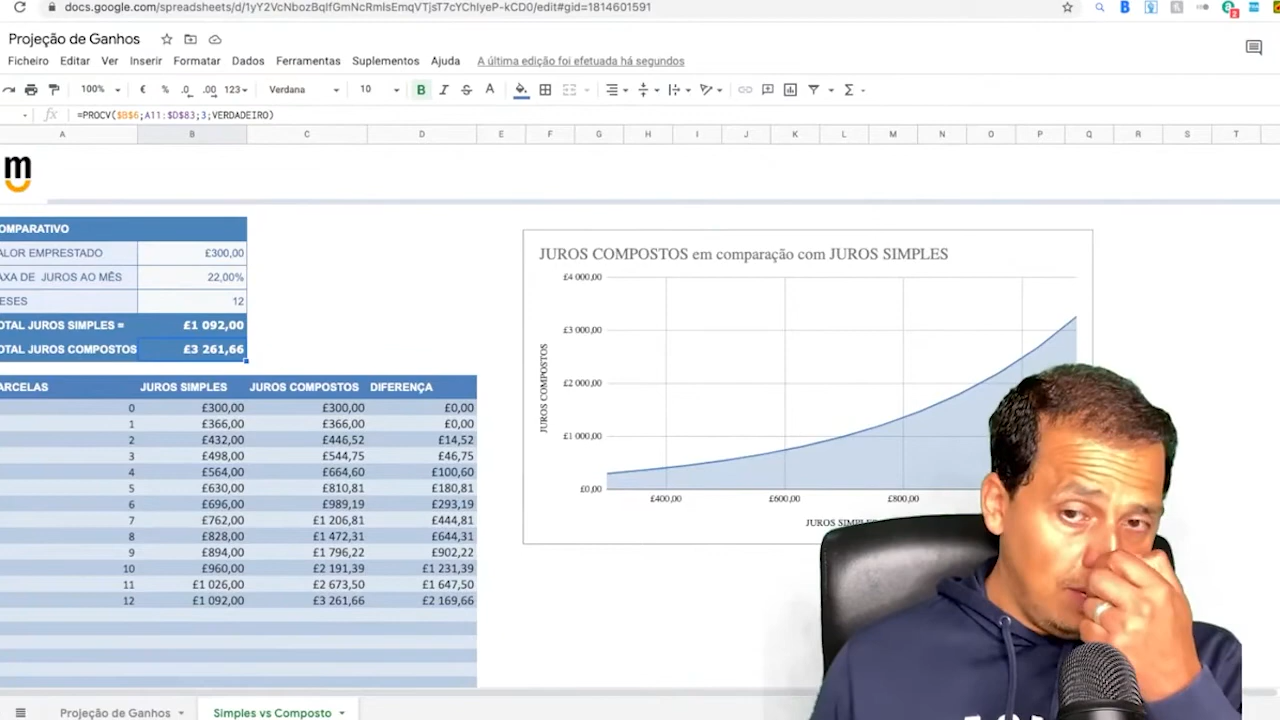 docs.google.com/spreadsheets/d/1yY2VcNbozBqIfGmNcRmlsEmqVTjsT7cYChlyeP-kCD0/edit#gid=1814601591
Projeção de Ganhos
Ficheiro Editar Ver Inserir Formatar Dados Ferramentas Suplementos Ajuda A última edição foi efetuada há segundos
100% € % .0 .00 123 Verdana 10 B I S A Σ
fx =PROCV($B$6;A11:$D$83;3;VERDADEIRO)
A B C D E F G H I J K L M N O P Q R S T
m
OMPARATIVO
ALOR EMPRESTADO £300,00
AXA DE JUROS AO MÊS 22,00%
ESES 12
OTAL JUROS SIMPLES = £1 092,00
OTAL JUROS COMPOSTOS £3 261,66
ARCELAS JUROS SIMPLES JUROS COMPOSTOS DIFERENÇA
0 £300,00 £300,00 £0,00
1 £366,00 £366,00 £0,00
2 £432,00 £446,52 £14,52
3 £498,00 £544,75 £46,75
4 £564,00 £664,60 £100,60
5 £630,00 £810,81 £180,81
6 £696,00 £989,19 £293,19
7 £762,00 £1 206,81 £444,81
8 £828,00 £1 472,31 £644,31
9 £894,00 £1 796,22 £902,22
10 £960,00 £2 191,39 £1 231,39
11 £1 026,00 £2 673,50 £1 647,50
12 £1 092,00 £3 261,66 £2 169,66
JUROS COMPOSTOS em comparação com JUROS SIMPLES
£4 000,00
£3 000,00
£2 000,00
£1 000,00
£0,00
JUROS COMPOSTOS
£400,00 £600,00 £800,00
JUROS SIMPLES
Projeção de Ganhos Simples vs Composto